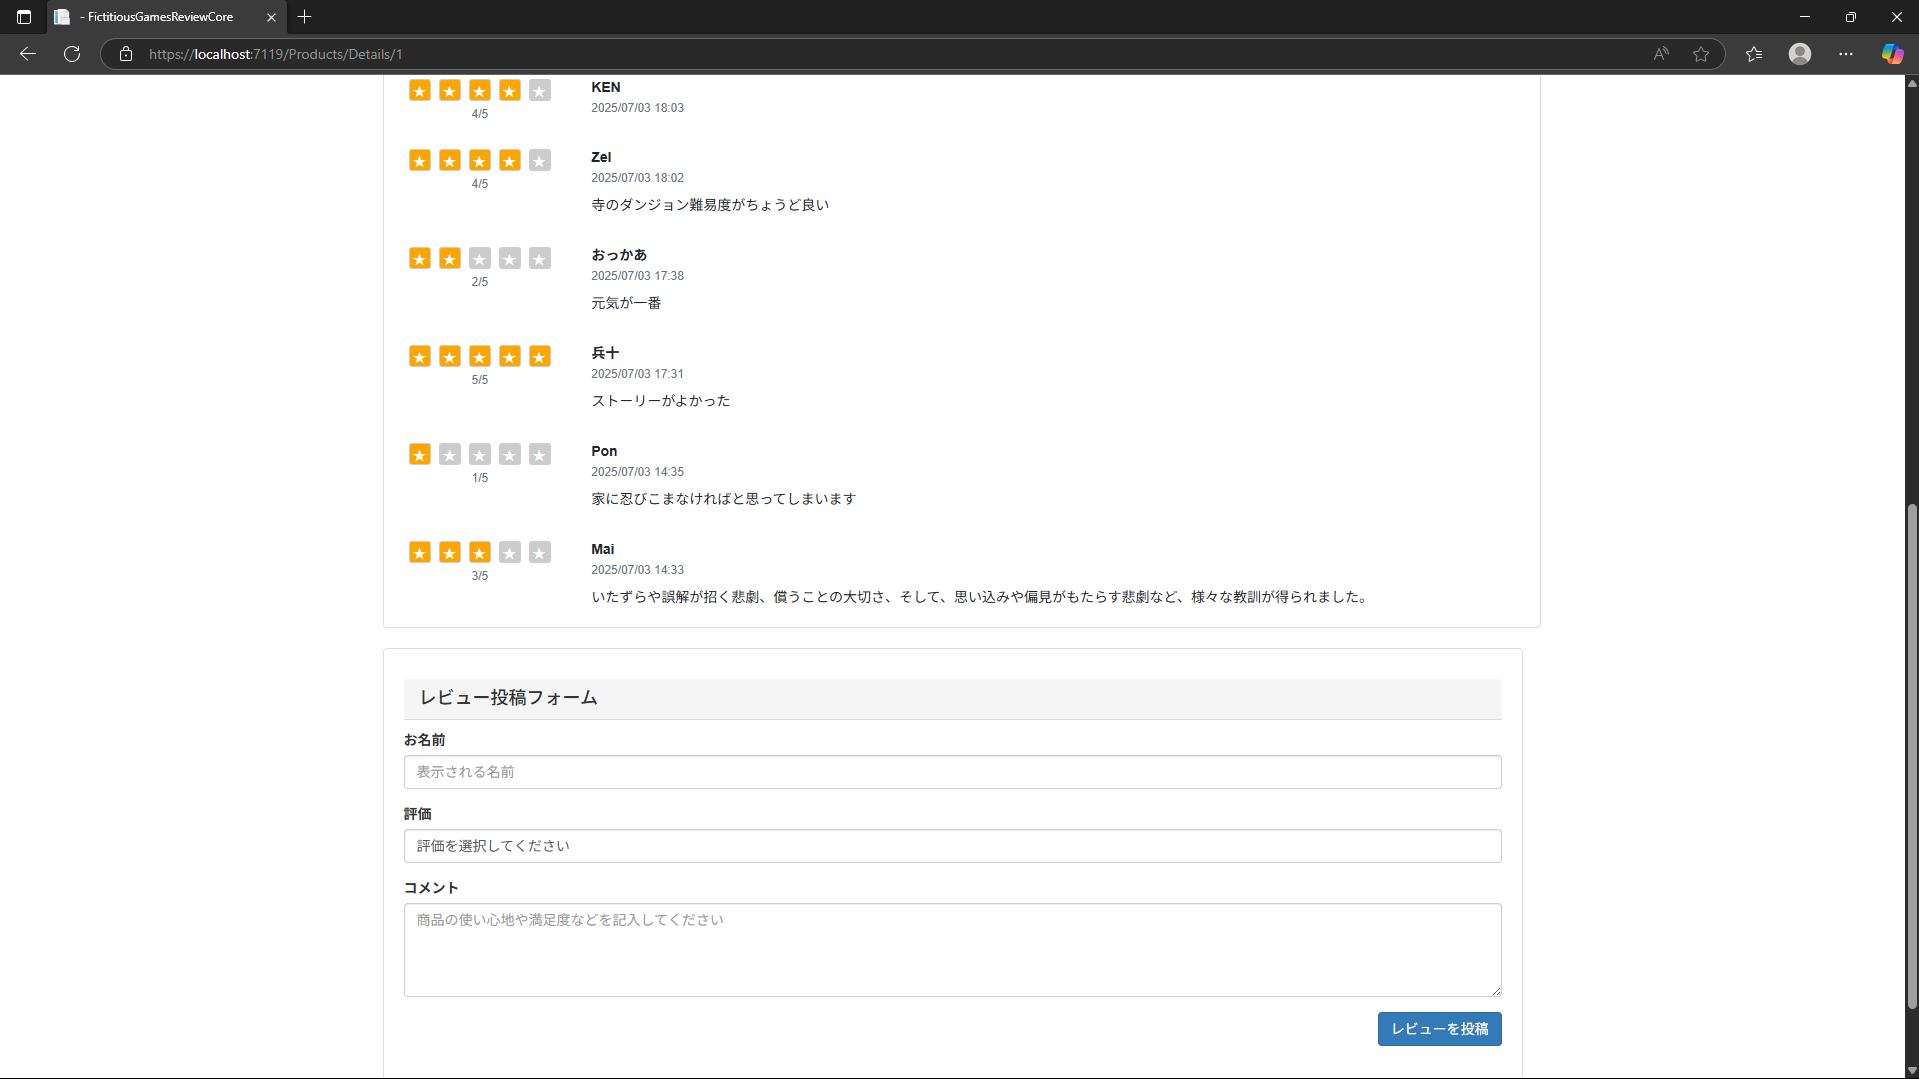 - FictitiousGamesReviewCore
https://localhost:7119/Products/Details/1
KEN
2025/07/03 18:03
4/5
Zel
2025/07/03 18:02
4/5
寺のダンジョン難易度がちょうど良い
おっかあ
2025/07/03 17:38
2/5
元気が一番
兵十
2025/07/03 17:31
5/5
ストーリーがよかった
Pon
2025/07/03 14:35
1/5
家に忍びこまなければと思ってしまいます
Mai
2025/07/03 14:33
3/5
いたずらや誤解が招く悲劇、償うことの大切さ、そして、思い込みや偏見がもたらす悲劇など、様々な教訓が得られました。
レビュー投稿フォーム
お名前
表示される名前
評価
評価を選択してください
コメント
商品の使い心地や満足度などを記入してください
レビューを投稿